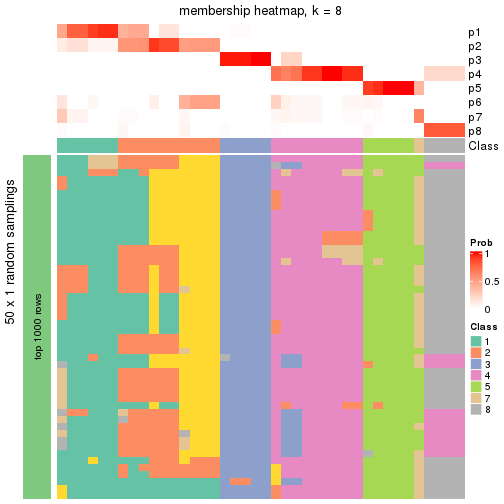 membership heatmap, k = 8
p1
p2
p3
p4
p5
p6
p7
p8
Class
50 x 1 random samplings
top 1000 rows
Prob
1
0.5
0
Class
1
2
3
4
5
7
8